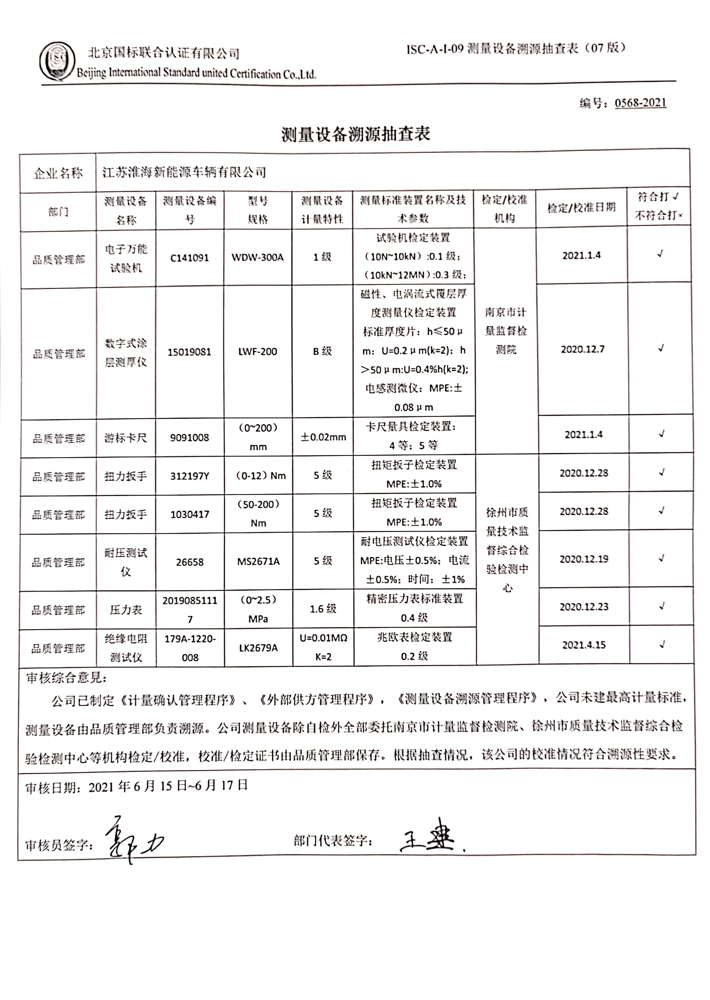 ISC
北京国标联合认证有限公司
Beijing International Standard united Certification Co.,Ltd.
ISC-A-I-09 测量设备溯源抽查表（07 版）
编号：0568-2021
测量设备溯源抽查表
企业名称 江苏淮海新能源车辆有限公司
部门
测量设备
名称
测量设备编
号
型号
规格
测量设备
计量特性
测量标准装置名称及技
术参数
检定/校准
机构
检定/校准日期
符合打 √
不符合打×
品质管理部
电子万能
试验机
C141091
WDW-300A
1 级
试验机检定装置
（10N~10kN）:0.1 级；
（10kN~12MN）:0.3 级；
南京市计
量监督检
测院
2021.1.4
√
品质管理部
数字式涂
层测厚仪
15019081
LWF-200
B 级
磁性、电涡流式覆层厚
度测量仪检定装置
标准厚度片：h≤50 μ
m：U=0.2 μ m(k=2)；h
＞50 μ m:U=0.4%h(k=2);
电感测微仪：MPE:±
0.08 μ m
2020.12.7
√
品质管理部
游标卡尺
9091008
（0~200）
mm
±0.02mm
卡尺量具检定装置：
4 等；5 等
2021.1.4
√
品质管理部
扭力扳手
312197Y
（0-12）Nm
5 级
扭矩扳子检定装置
MPE:±1.0%
徐州市质
量技术监
督综合检
验检测中
心
2020.12.28
√
品质管理部
扭力扳手
1030417
（50-200）
Nm
5 级
扭矩扳子检定装置
MPE:±1.0%
2020.12.28
√
品质管理部
耐压测试
仪
26658
MS2671A
5 级
耐电压测试仪检定装置
MPE:电压±0.5%；电流
±0.5%；时间：±1%
2020.12.19
√
品质管理部
压力表
2019085111
7
（0~2.5）
MPa
1.6 级
精密压力表标准装置
0.4 级
2020.12.23
√
品质管理部
绝缘电阻
测试仪
179A-1220-
008
LK2679A
U=0.01MΩ
K=2
兆欧表检定装置
0.2 级
2021.4.15
√
审核综合意见：
公司已制定《计量确认管理程序》、《外部供方管理程序》，《测量设备溯源管理程序》，公司未建最高计量标准，
测量设备由品质管理部负责溯源。公司测量设备除自检外全部委托南京市计量监督检测院、徐州市质量技术监督综合检
验检测中心等机构检定/校准，校准/检定证书由品质管理部保存。根据抽查情况，该公司的校准情况符合溯源性要求。
审核日期：2021 年 6 月 15 日~6 月 17 日
审核员签字：郭力 部门代表签字：王建